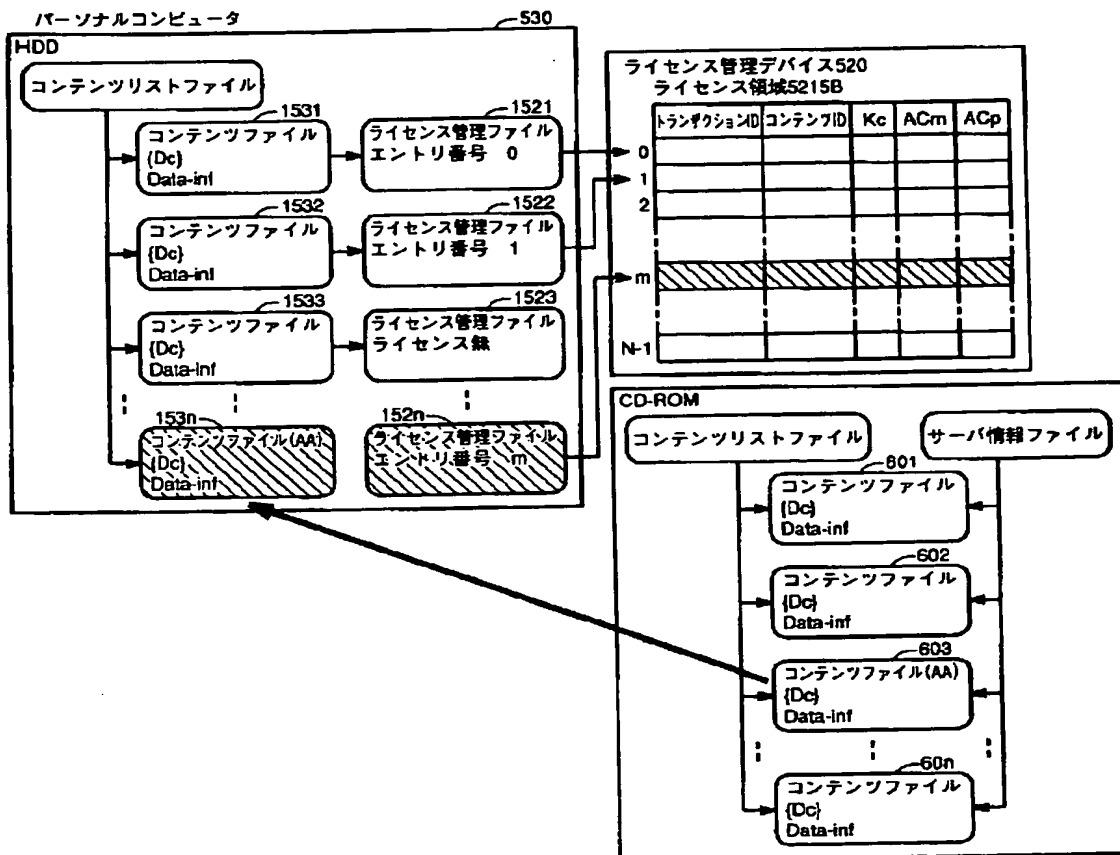 パーソナルコンピュータ
530
HDD
コンテンツリストファイル
1531
コンテンツファイル
{Dc}
Data-inf
1521
ライセンス管理ファイル
エントリ番号 0
1532
コンテンツファイル
{Dc}
Data-inf
1522
ライセンス管理ファイル
エントリ番号 1
1533
コンテンツファイル
{Dc}
Data-inf
1523
ライセンス管理ファイル
ライセンス無
153n
コンテンツファイル(AA)
{Dc}
Data-inf
152n
ライセンス管理ファイル
エントリ番号 m
ライセンス管理デバイス520
ライセンス領域5215B
トランザクションID コンテンツID Kc ACm ACp
0
1
2
m
N-1
CD-ROM
コンテンツリストファイル
サーバ情報ファイル
601
コンテンツファイル
{Dc}
Data-inf
602
コンテンツファイル
{Dc}
Data-inf
603
コンテンツファイル(AA)
{Dc}
Data-inf
60n
コンテンツファイル
{Dc}
Data-inf